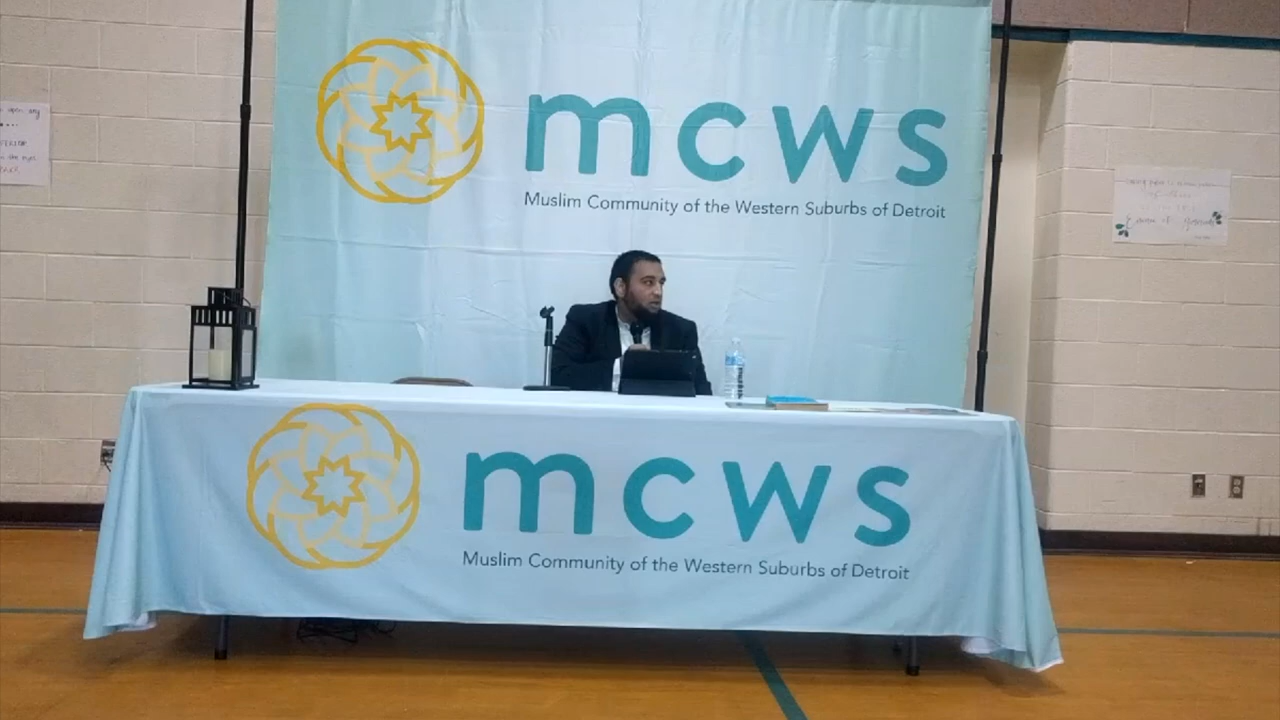 mcws
Muslim Community of the Western Suburbs of Detroit
mcws
Muslim Community of the Western Suburbs of Detroit